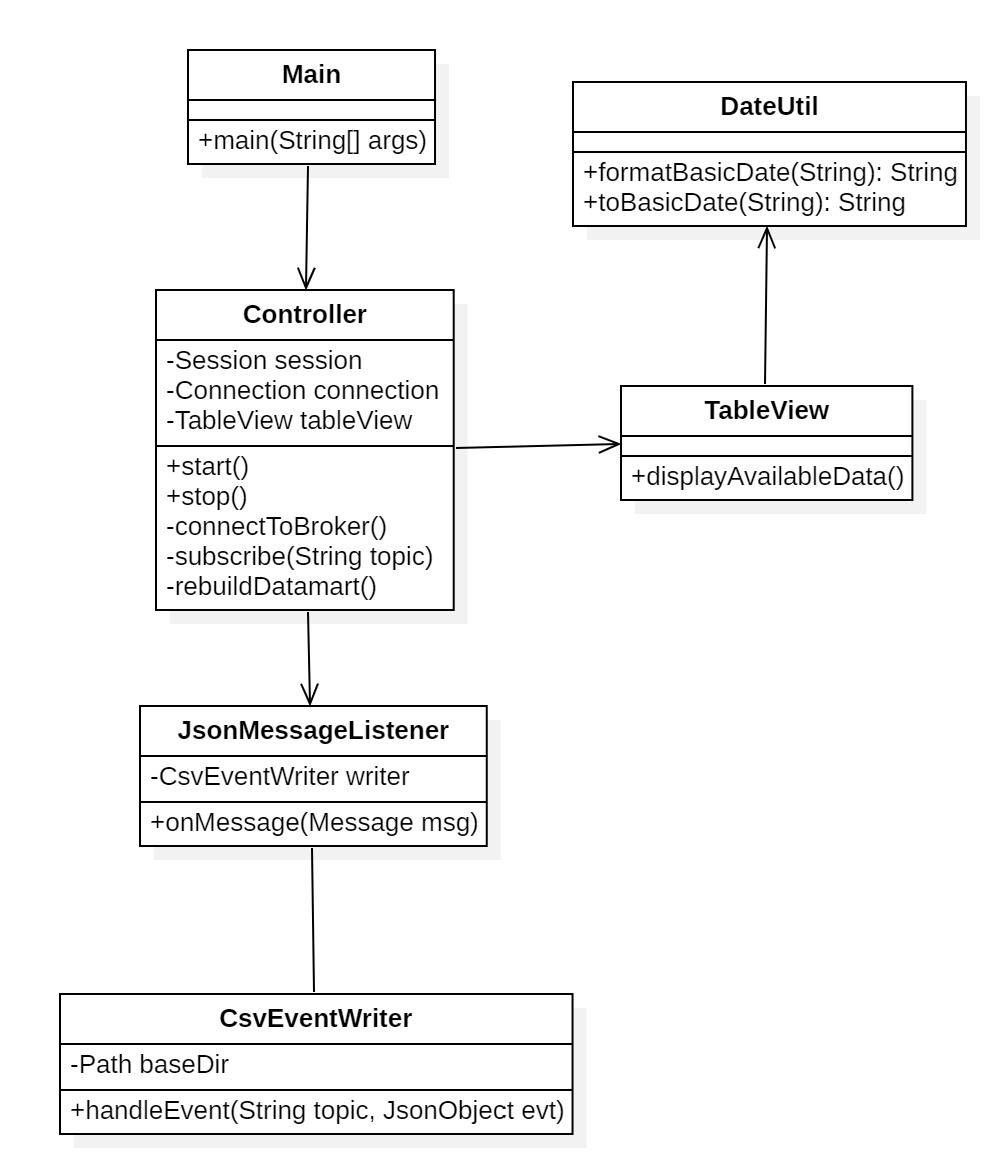 Main
+main(String[] args)
DateUtil
+formatBasicDate(String): String
+toBasicDate(String): String
Controller
-Session session
-Connection connection
-TableView tableView
+start()
+stop()
-connectToBroker()
-subscribe(String topic)
-rebuildDatamart()
TableView
+displayAvailableData()
JsonMessageListener
-CsvEventWriter writer
+onMessage(Message msg)
CsvEventWriter
-Path baseDir
+handleEvent(String topic, JsonObject evt)